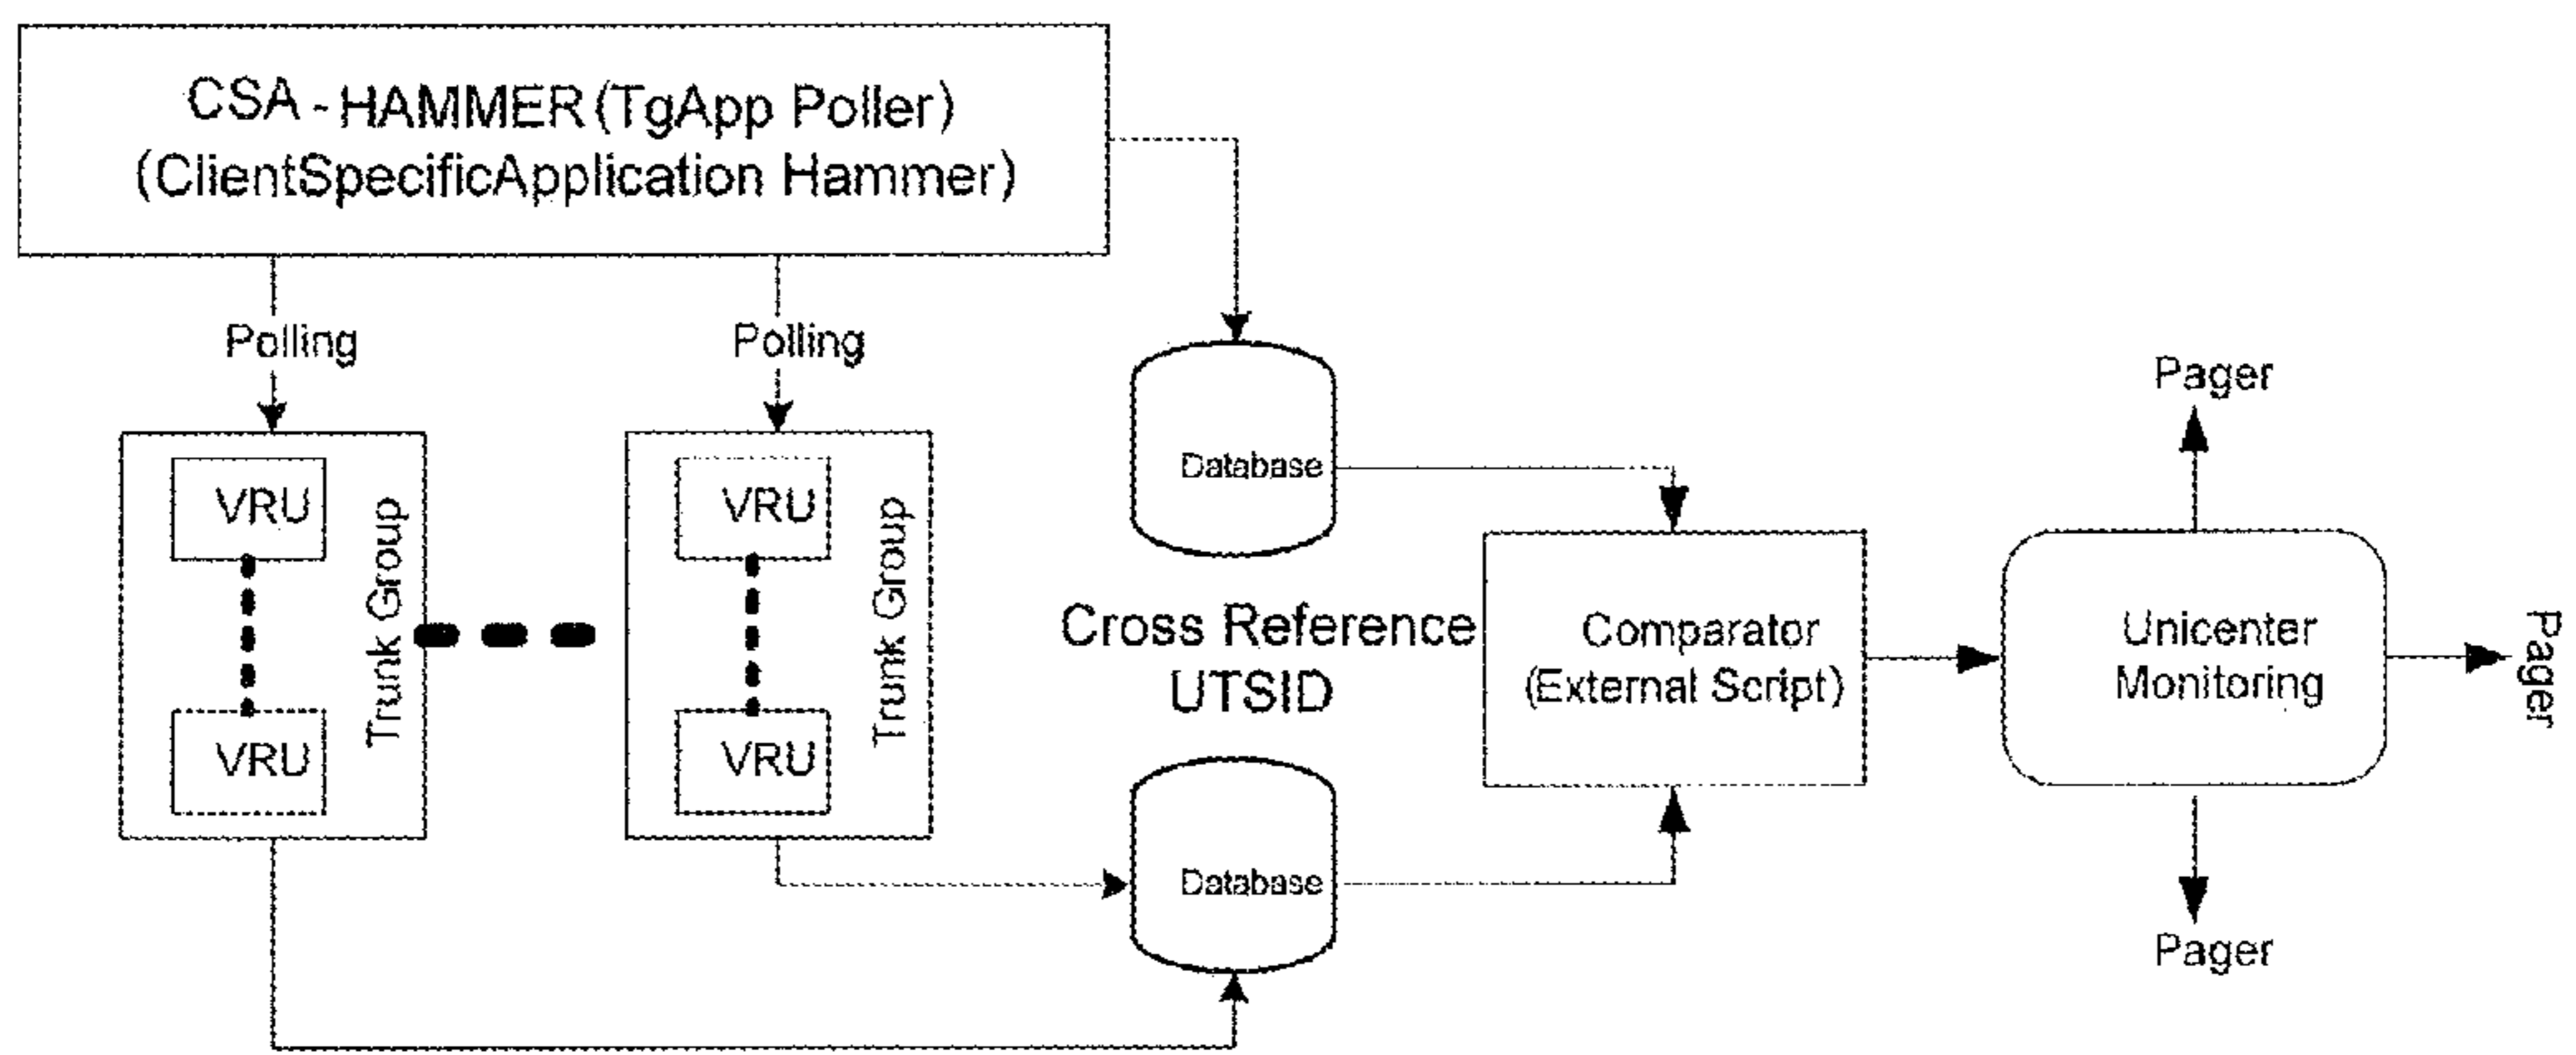 CSA - HAMMER (TgApp Poller)
(ClientSpecificApplication Hammer)
Polling
Polling
VRU
VRU
Trunk Group
VRU
VRU
Trunk Group
Database
Cross Reference
UTSID
Database
Comparator
(External Script)
Unicenter
Monitoring
Pager
Pager
Pager